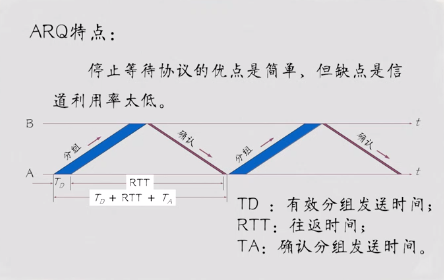 ARQ特点：
停止等待协议的优点是简单，但缺点是信
道利用率太低。
B
t
t
分组
确认
分组
确认
A
T_D
RTT
T_D + RTT + T_A
TD ：有效分组发送时间；
RTT：往返时间；
TA：确认分组发送时间。